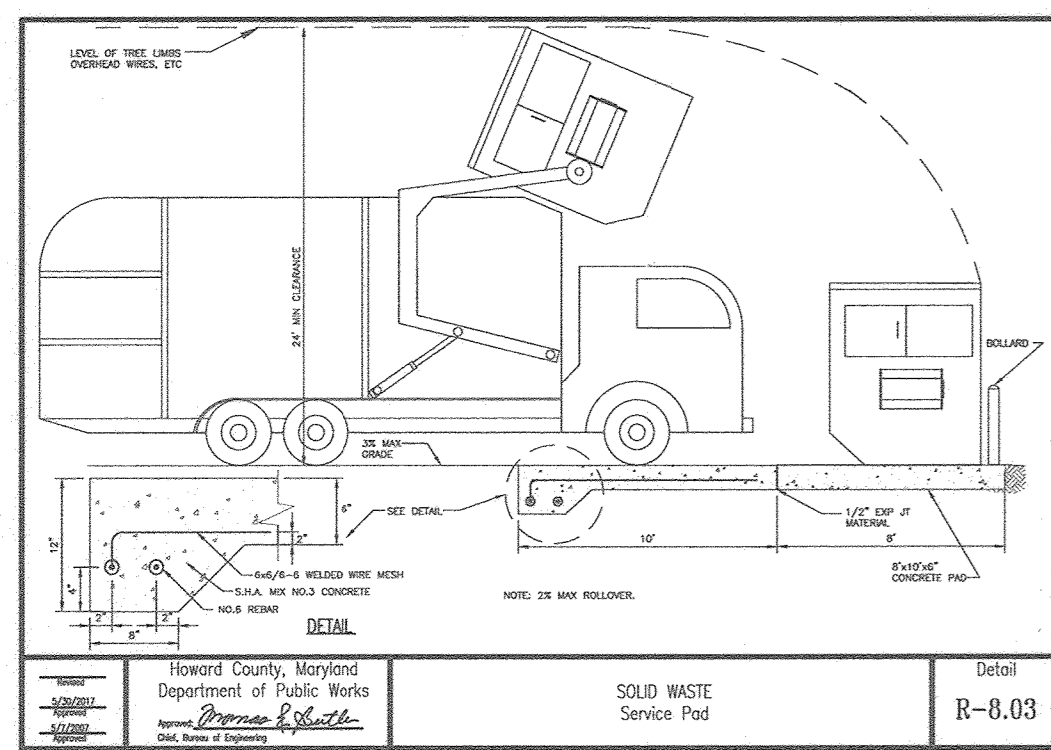 LEVEL OF TREE LIMBS
OVERHEAD WIRES, ETC
24' MIN CLEARANCE
BOLLARD
3% MAX
GRADE
SEE DETAIL
1/2" EXP JT
MATERIAL
10'
8'
8'x10'x6"
CONCRETE PAD
12"
4"
6"
2"
6x6/6-6 WELDED WIRE MESH
S.H.A. MIX NO.3 CONCRETE
NO.6 REBAR
2"
2"
8"
DETAIL
NOTE: 2% MAX ROLLOVER.
Revised
5/30/2017
Approved
5/1/2007
Approved
Howard County, Maryland
Department of Public Works
Approved:
Chief, Bureau of Engineering
SOLID WASTE
Service Pad
Detail
R-8.03